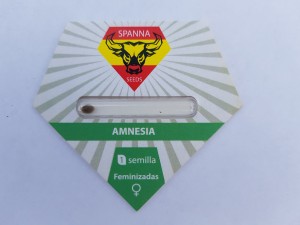 SPANNA
SEEDS
AMNESIA
1 semilla
Feminizadas